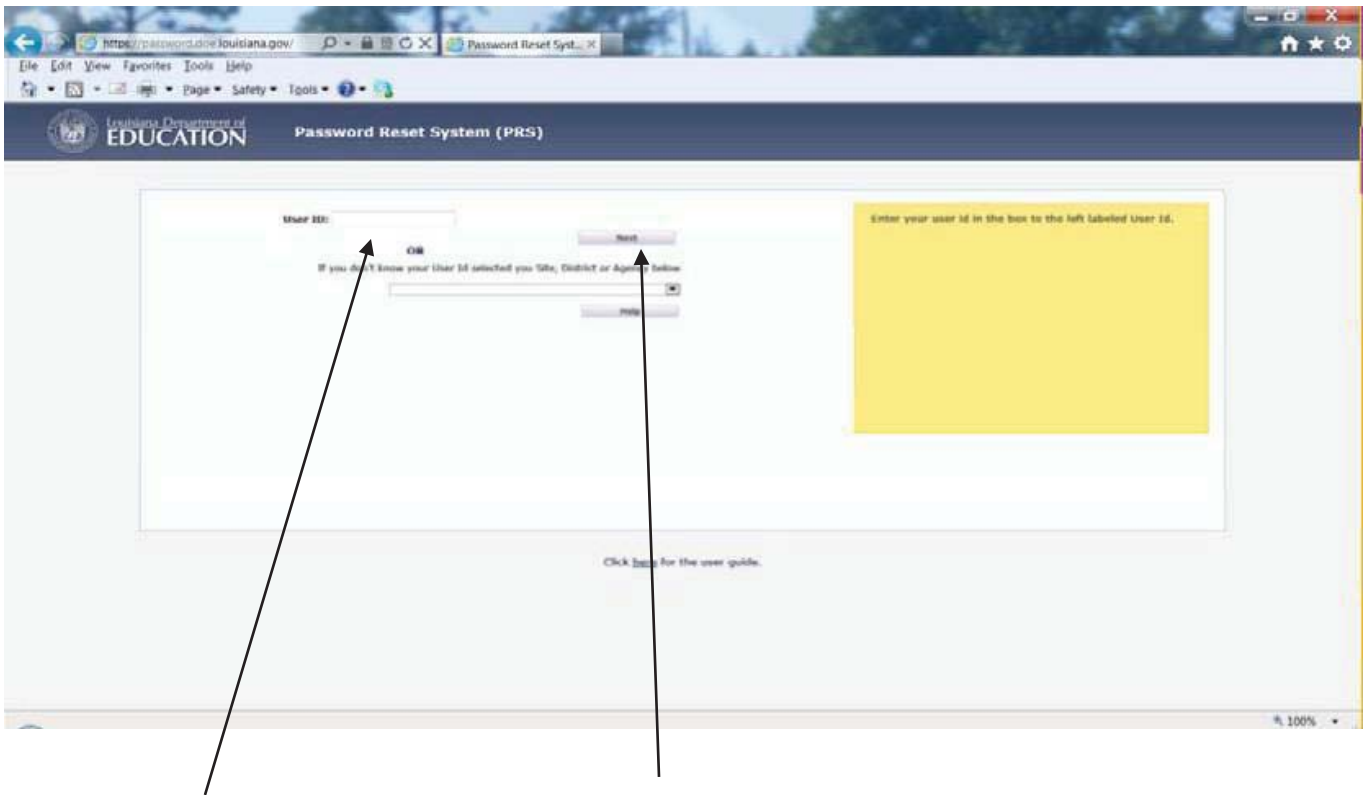 https://password.doe.louisiana.gov/
Password Reset Syst...
File Edit View Favorites Tools Help
Page Safety Tools
Louisiana Department of
EDUCATION
Password Reset System (PRS)
User ID:
Enter your user id in the box to the left labeled User Id.
Next
OR
If you don't know your User Id selected you Site, District or Agency below
Help
Click here for the user guide.
100%